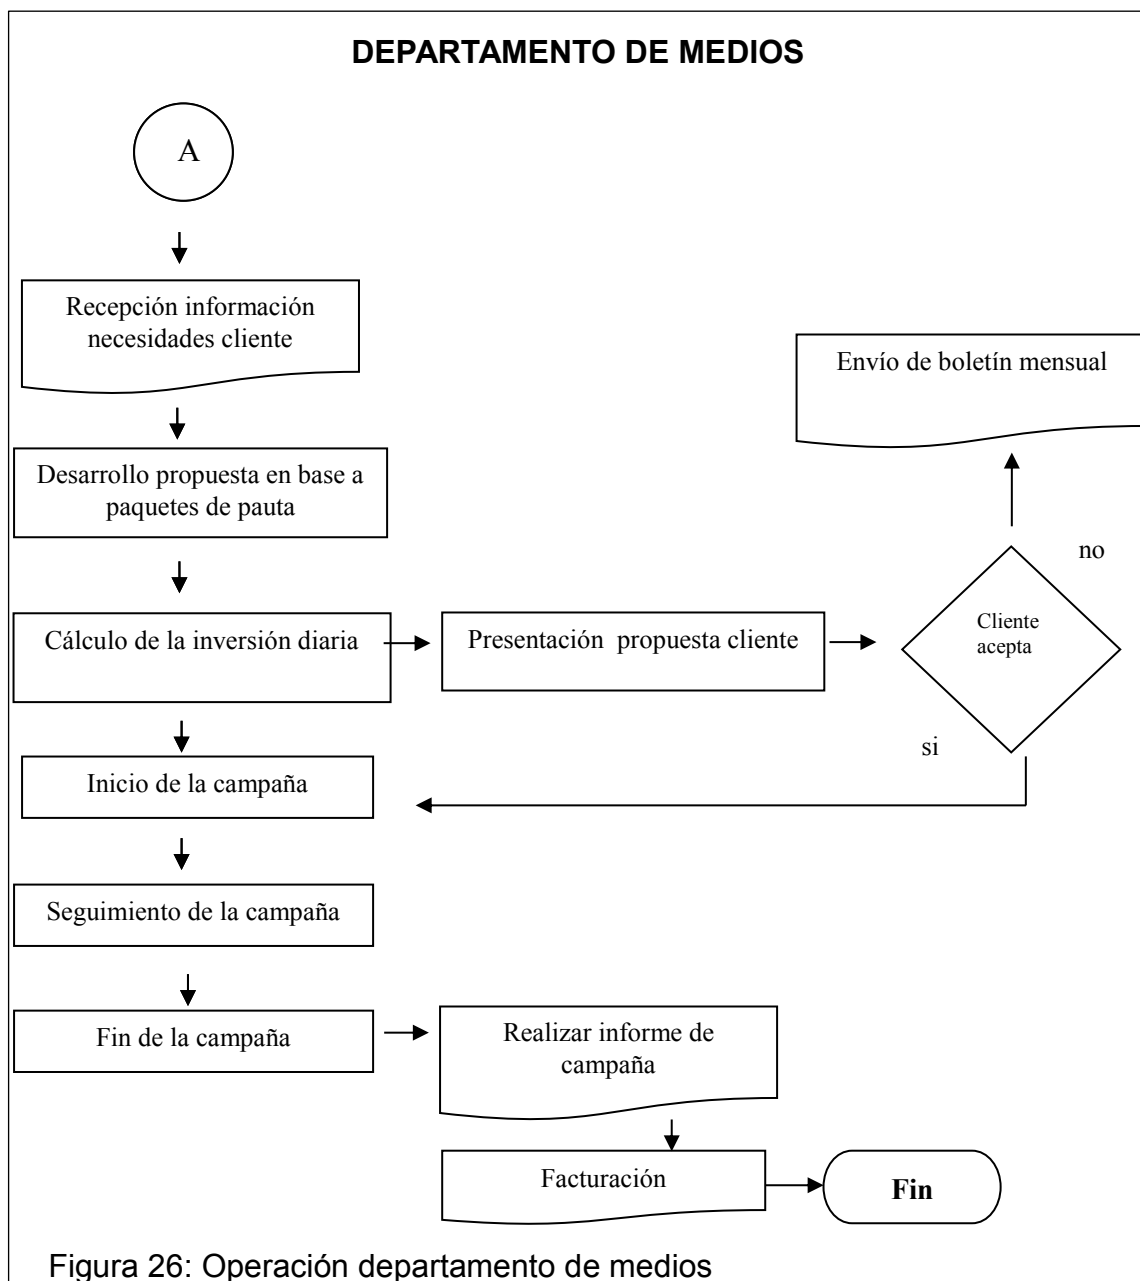 DEPARTAMENTO DE MEDIOS
A
Recepción información
necesidades cliente
Envío de boletín mensual
Desarrollo propuesta en base a
paquetes de pauta
no
Cálculo de la inversión diaria
Presentación propuesta cliente
Cliente
acepta
si
Inicio de la campaña
Seguimiento de la campaña
Fin de la campaña
Realizar informe de
campaña
Facturación
Fin
Figura 26: Operación departamento de medios